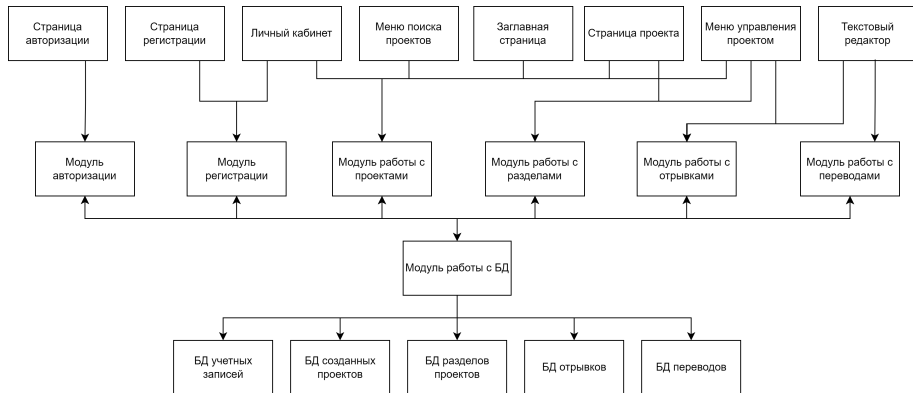 Страница
авторизации
Страница
регистрации
Личный кабинет
Меню поиска
проектов
Заглавная
страница
Страница проекта
Меню управления
проектом
Текстовый
редактор
Модуль
авторизации
Модуль
регистрации
Модуль работы с
проектами
Модуль работы с
разделами
Модуль работы с
отрывками
Модуль работы с
переводами
Модуль работы с БД
БД учетных
записей
БД созданных
проектов
БД разделов
проектов
БД отрывков
БД переводов